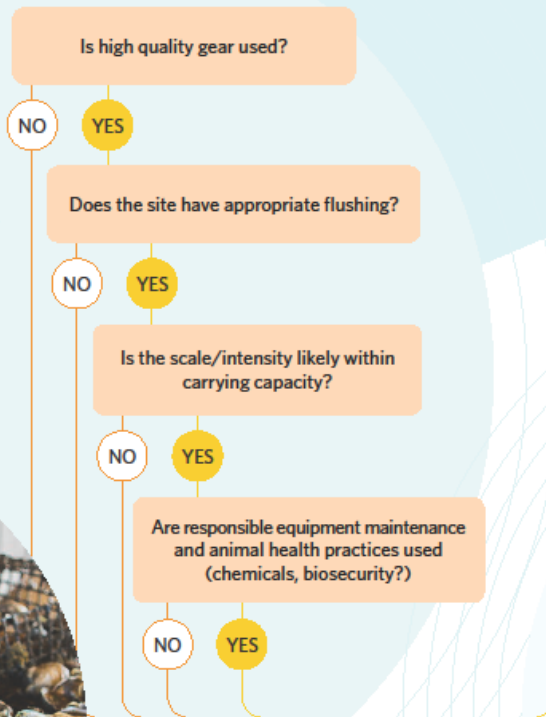 Is high quality gear used?
NO
YES
Does the site have appropriate flushing?
NO
YES
Is the scale/intensity likely within
carrying capacity?
NO
YES
Are responsible equipment maintenance
and animal health practices used
(chemicals, biosecurity?)
NO
YES